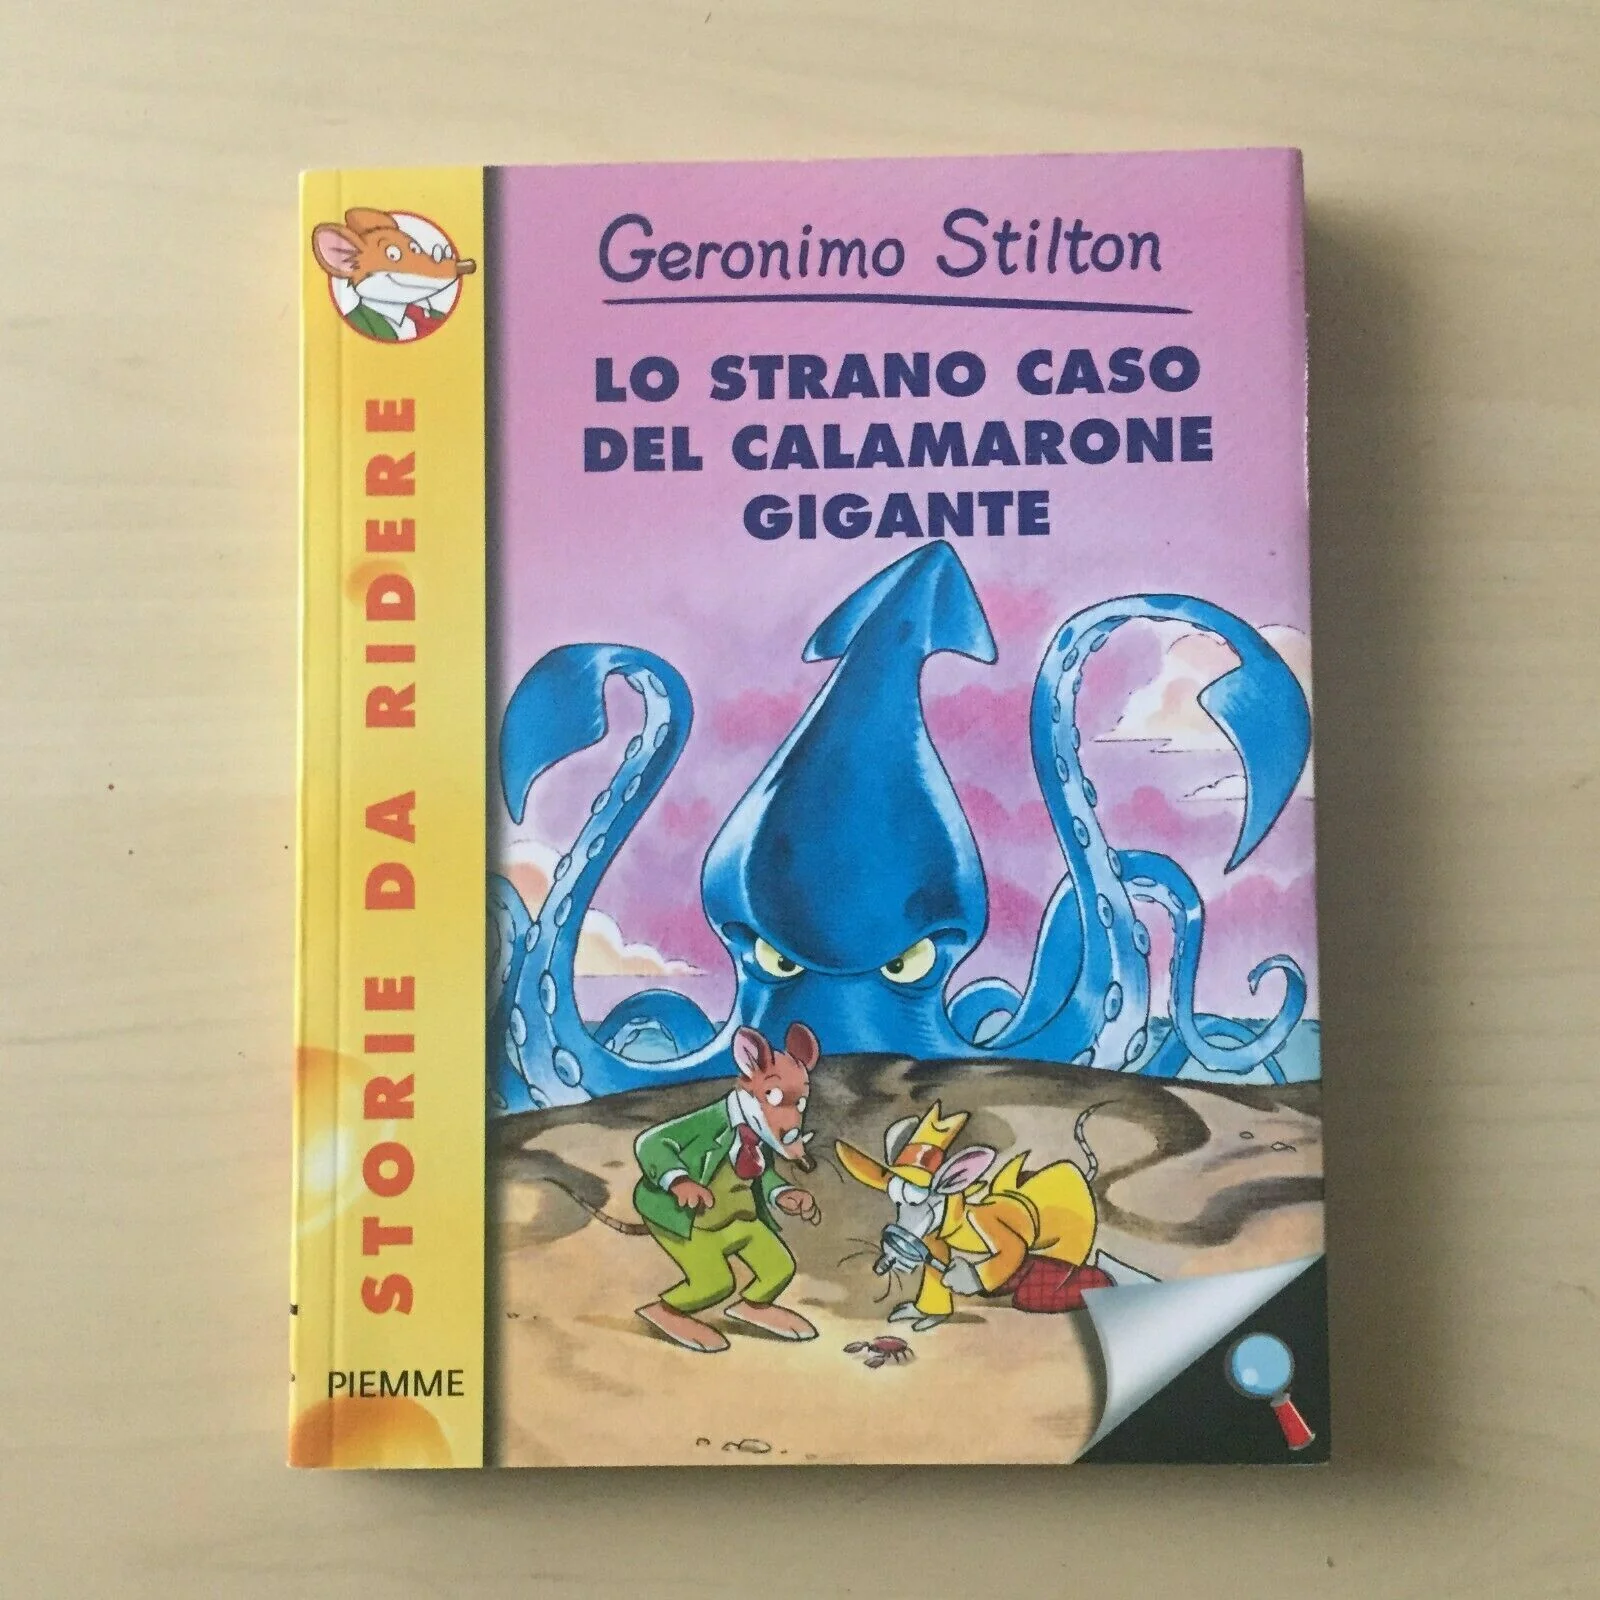 Geronimo Stilton
LO STRANO CASO
DEL CALAMARONE
GIGANTE
STORIE DA RIDERE
PIEMME